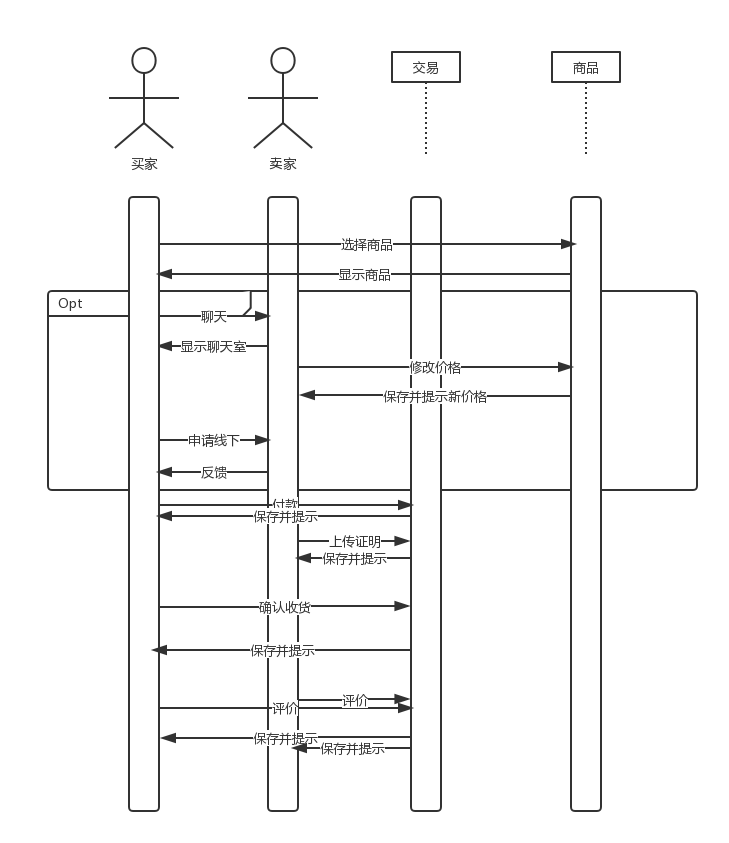 交易
商品
买家
卖家
选择商品
显示商品
Opt
聊天
显示聊天室
修改价格
保存并提示新价格
申请线下
反馈
付款
保存并提示
上传证明
保存并提示
确认收货
保存并提示
评价
评价
保存并提示
保存并提示